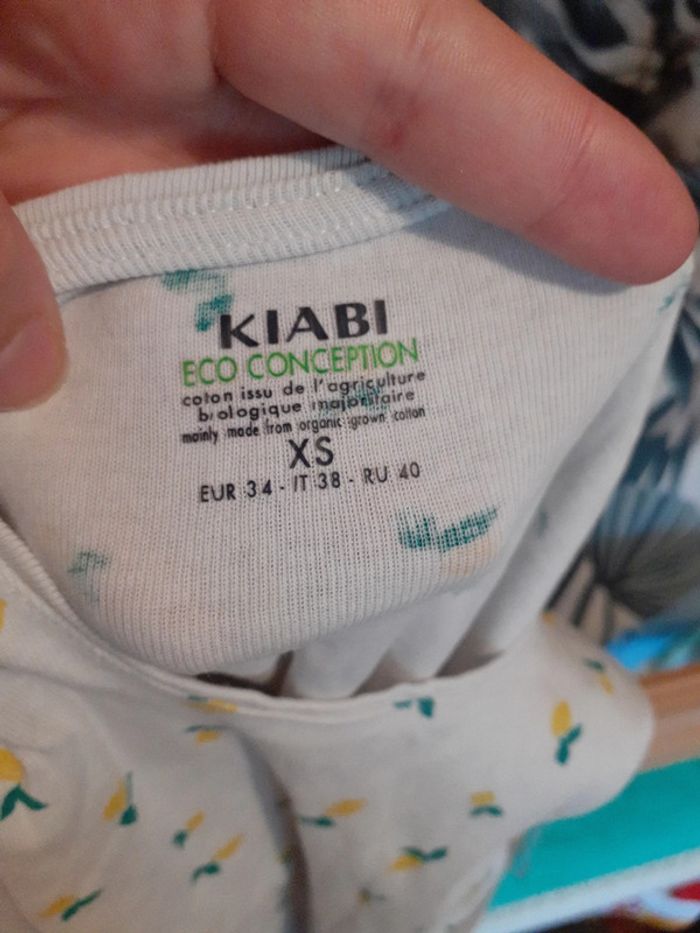 KIABI
ECO CONCEPTION
coton issu de l'agriculture
biologique majoritaire
mainly made from organic grown cotton
XS
EUR 34 - IT 38 - RU 40